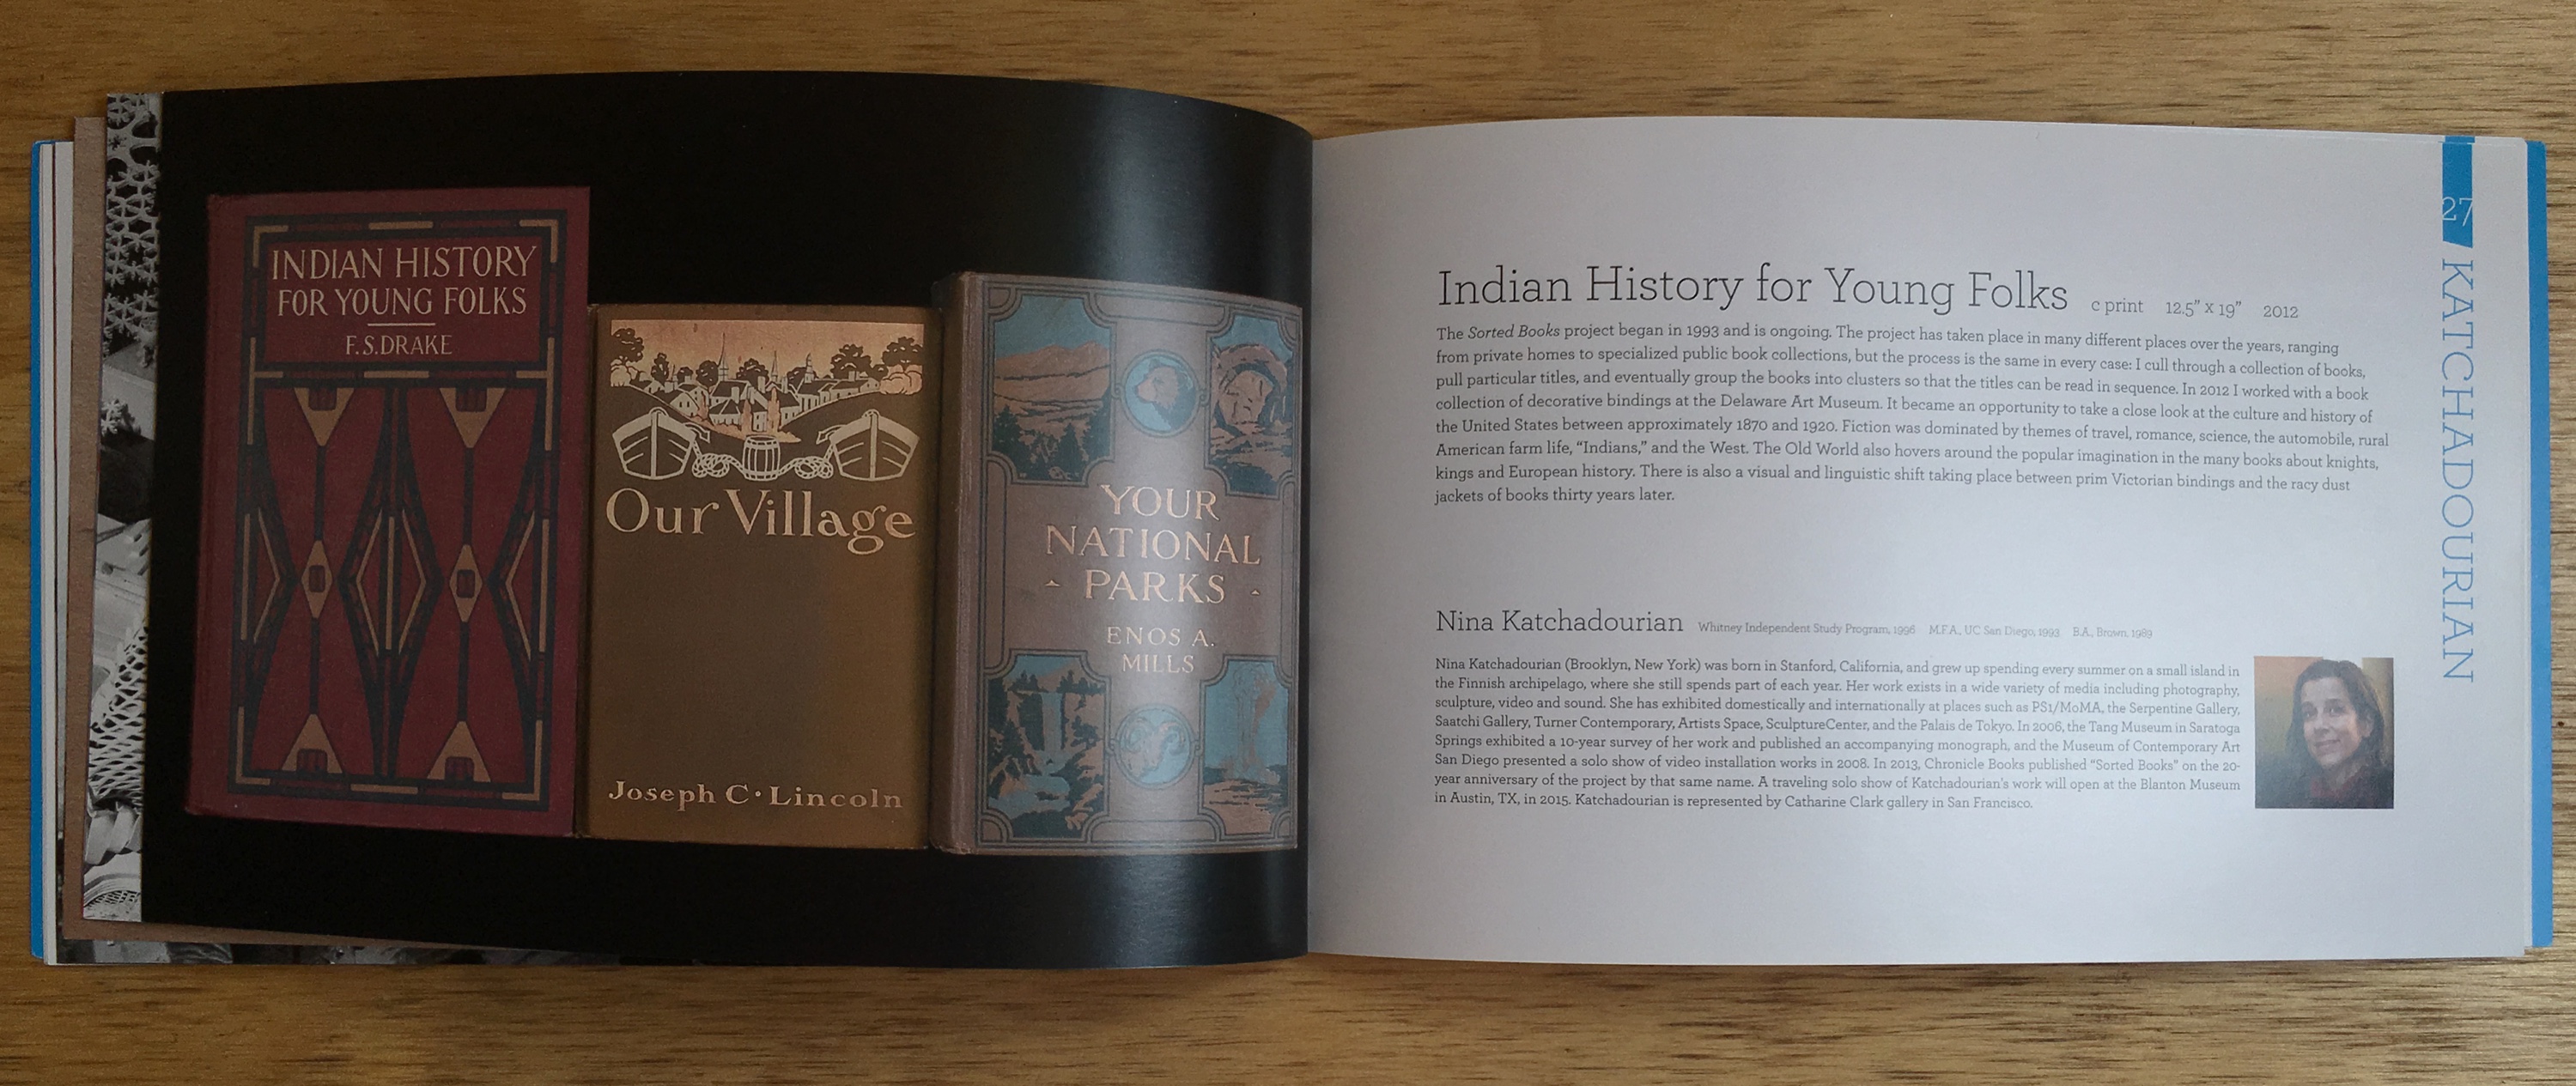 INDIAN HISTORY
FOR YOUNG FOLKS
F.S.DRAKE
Our Village
Joseph C·Lincoln
YOUR
NATIONAL
PARKS
ENOS A.
MILLS
Indian History for Young Folks c print 12.5" x 19" 2012
The Sorted Books project began in 1993 and is ongoing. The project has taken place in many different places over the years, ranging
from private homes to specialized public book collections, but the process is the same in every case: I cull through a collection of books,
pull particular titles, and eventually group the books into clusters so that the titles can be read in sequence. In 2012 I worked with a book
collection of decorative bindings at the Delaware Art Museum. It became an opportunity to take a close look at the culture and history of
the United States between approximately 1870 and 1920. Fiction was dominated by themes of travel, romance, science, the automobile, rural
American farm life, “Indians,” and the West. The Old World also hovers around the popular imagination in the many books about knights,
kings and European history. There is also a visual and linguistic shift taking place between prim Victorian bindings and the racy dust
jackets of books thirty years later.
Nina Katchadourian Whitney Independent Study Program, 1996 M.F.A., UC San Diego, 1993 B.A., Brown, 1989
Nina Katchadourian (Brooklyn, New York) was born in Stanford, California, and grew up spending every summer on a small island in
the Finnish archipelago, where she still spends part of each year. Her work exists in a wide variety of media including photography,
sculpture, video and sound. She has exhibited domestically and internationally at places such as PS1/MoMA, the Serpentine Gallery,
Saatchi Gallery, Turner Contemporary, Artists Space, SculptureCenter, and the Palais de Tokyo. In 2006, the Tang Museum in Saratoga
Springs exhibited a 10-year survey of her work and published an accompanying monograph, and the Museum of Contemporary Art
San Diego presented a solo show of video installation works in 2008. In 2013, Chronicle Books published “Sorted Books” on the 20-
year anniversary of the project by that same name. A traveling solo show of Katchadourian’s work will open at the Blanton Museum
in Austin, TX, in 2015. Katchadourian is represented by Catharine Clark gallery in San Francisco.
27
KATCHADOURIAN